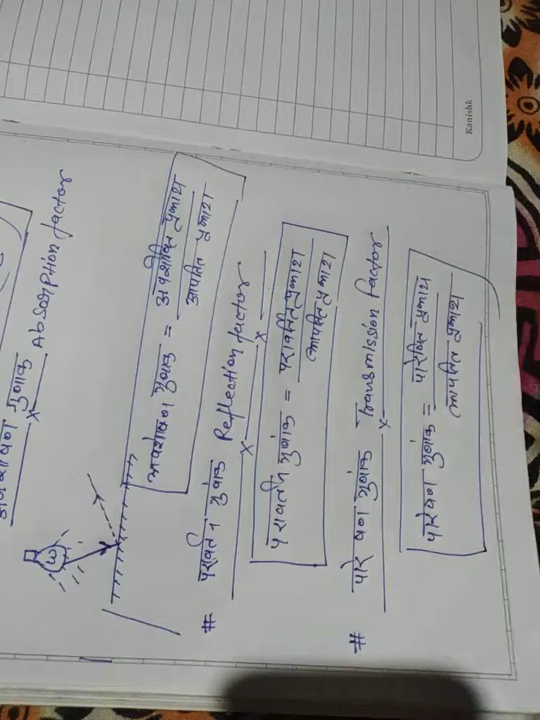 अवशोषण गुणांक Absorption factor
अवशोषण गुणांक = अवशोषित प्रकाश
आपतित प्रकाश
# परावर्तन गुणांक Reflection factor
परावर्तन गुणांक = परावर्तित प्रकाश
आपतित प्रकाश
# पारेषण गुणांक Transmission factor
पारेषण गुणांक = पारेषित प्रकाश
आपतित प्रकाश
Kanishk